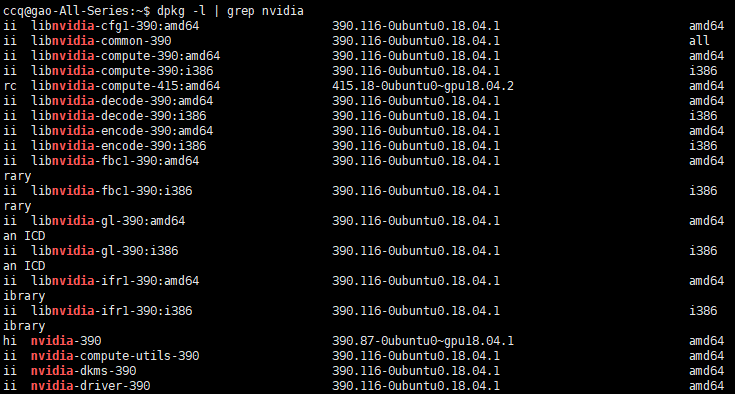 ccq@gao-All-Series:~$ dpkg -l | grep nvidia
ii  libnvidia-cfg1-390:amd64                   390.116-0ubuntu0.18.04.1                           amd64
ii  libnvidia-common-390                       390.116-0ubuntu0.18.04.1                           all
ii  libnvidia-compute-390:amd64                390.116-0ubuntu0.18.04.1                           amd64
ii  libnvidia-compute-390:i386                 390.116-0ubuntu0.18.04.1                           i386
rc  libnvidia-compute-415:amd64                415.18-0ubuntu0~gpu18.04.2                         amd64
ii  libnvidia-decode-390:amd64                 390.116-0ubuntu0.18.04.1                           amd64
ii  libnvidia-decode-390:i386                  390.116-0ubuntu0.18.04.1                           i386
ii  libnvidia-encode-390:amd64                 390.116-0ubuntu0.18.04.1                           amd64
ii  libnvidia-encode-390:i386                  390.116-0ubuntu0.18.04.1                           i386
ii  libnvidia-fbc1-390:amd64                   390.116-0ubuntu0.18.04.1                           amd64
rary
ii  libnvidia-fbc1-390:i386                    390.116-0ubuntu0.18.04.1                           i386
rary
ii  libnvidia-gl-390:amd64                     390.116-0ubuntu0.18.04.1                           amd64
an ICD
ii  libnvidia-gl-390:i386                      390.116-0ubuntu0.18.04.1                           i386
an ICD
ii  libnvidia-ifr1-390:amd64                   390.116-0ubuntu0.18.04.1                           amd64
ibrary
ii  libnvidia-ifr1-390:i386                    390.116-0ubuntu0.18.04.1                           i386
ibrary
hi  nvidia-390                                 390.87-0ubuntu0~gpu18.04.1                         amd64
ii  nvidia-compute-utils-390                   390.116-0ubuntu0.18.04.1                           amd64
ii  nvidia-dkms-390                            390.116-0ubuntu0.18.04.1                           amd64
ii  nvidia-driver-390                          390.116-0ubuntu0.18.04.1                           amd64